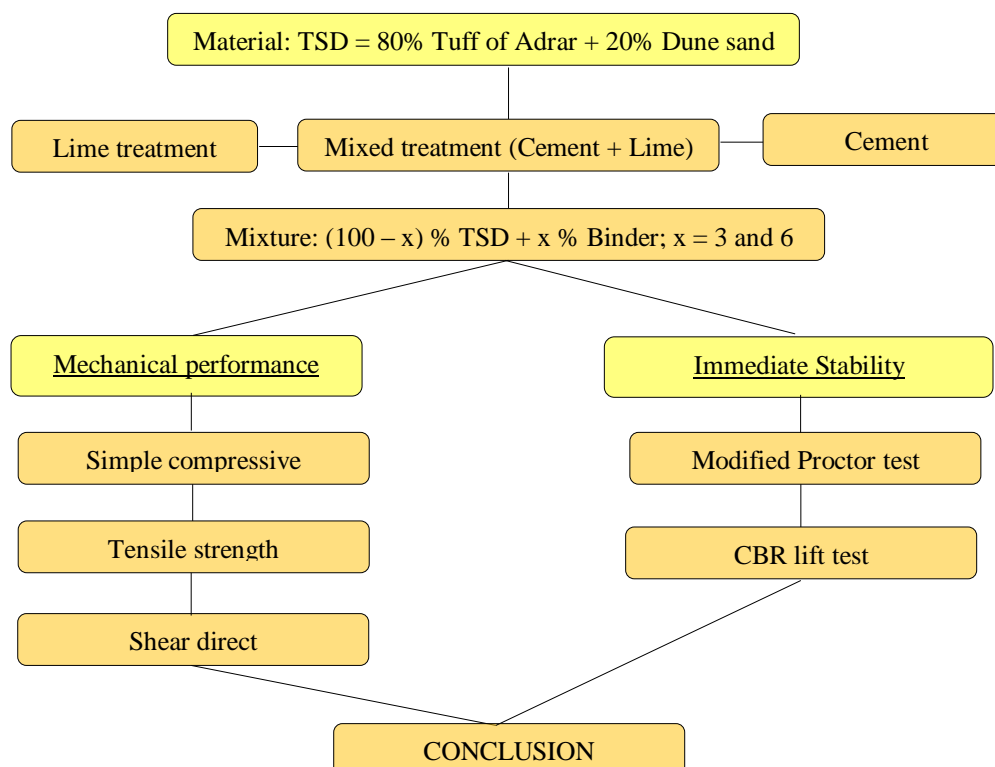 Material: TSD = 80% Tuff of Adrar + 20% Dune sand
Lime treatment
Mixed treatment (Cement + Lime)
Cement
Mixture: (100 – x) % TSD + x % Binder; x = 3 and 6
Mechanical performance
Immediate Stability
Simple compressive
Modified Proctor test
Tensile strength
CBR lift test
Shear direct
CONCLUSION